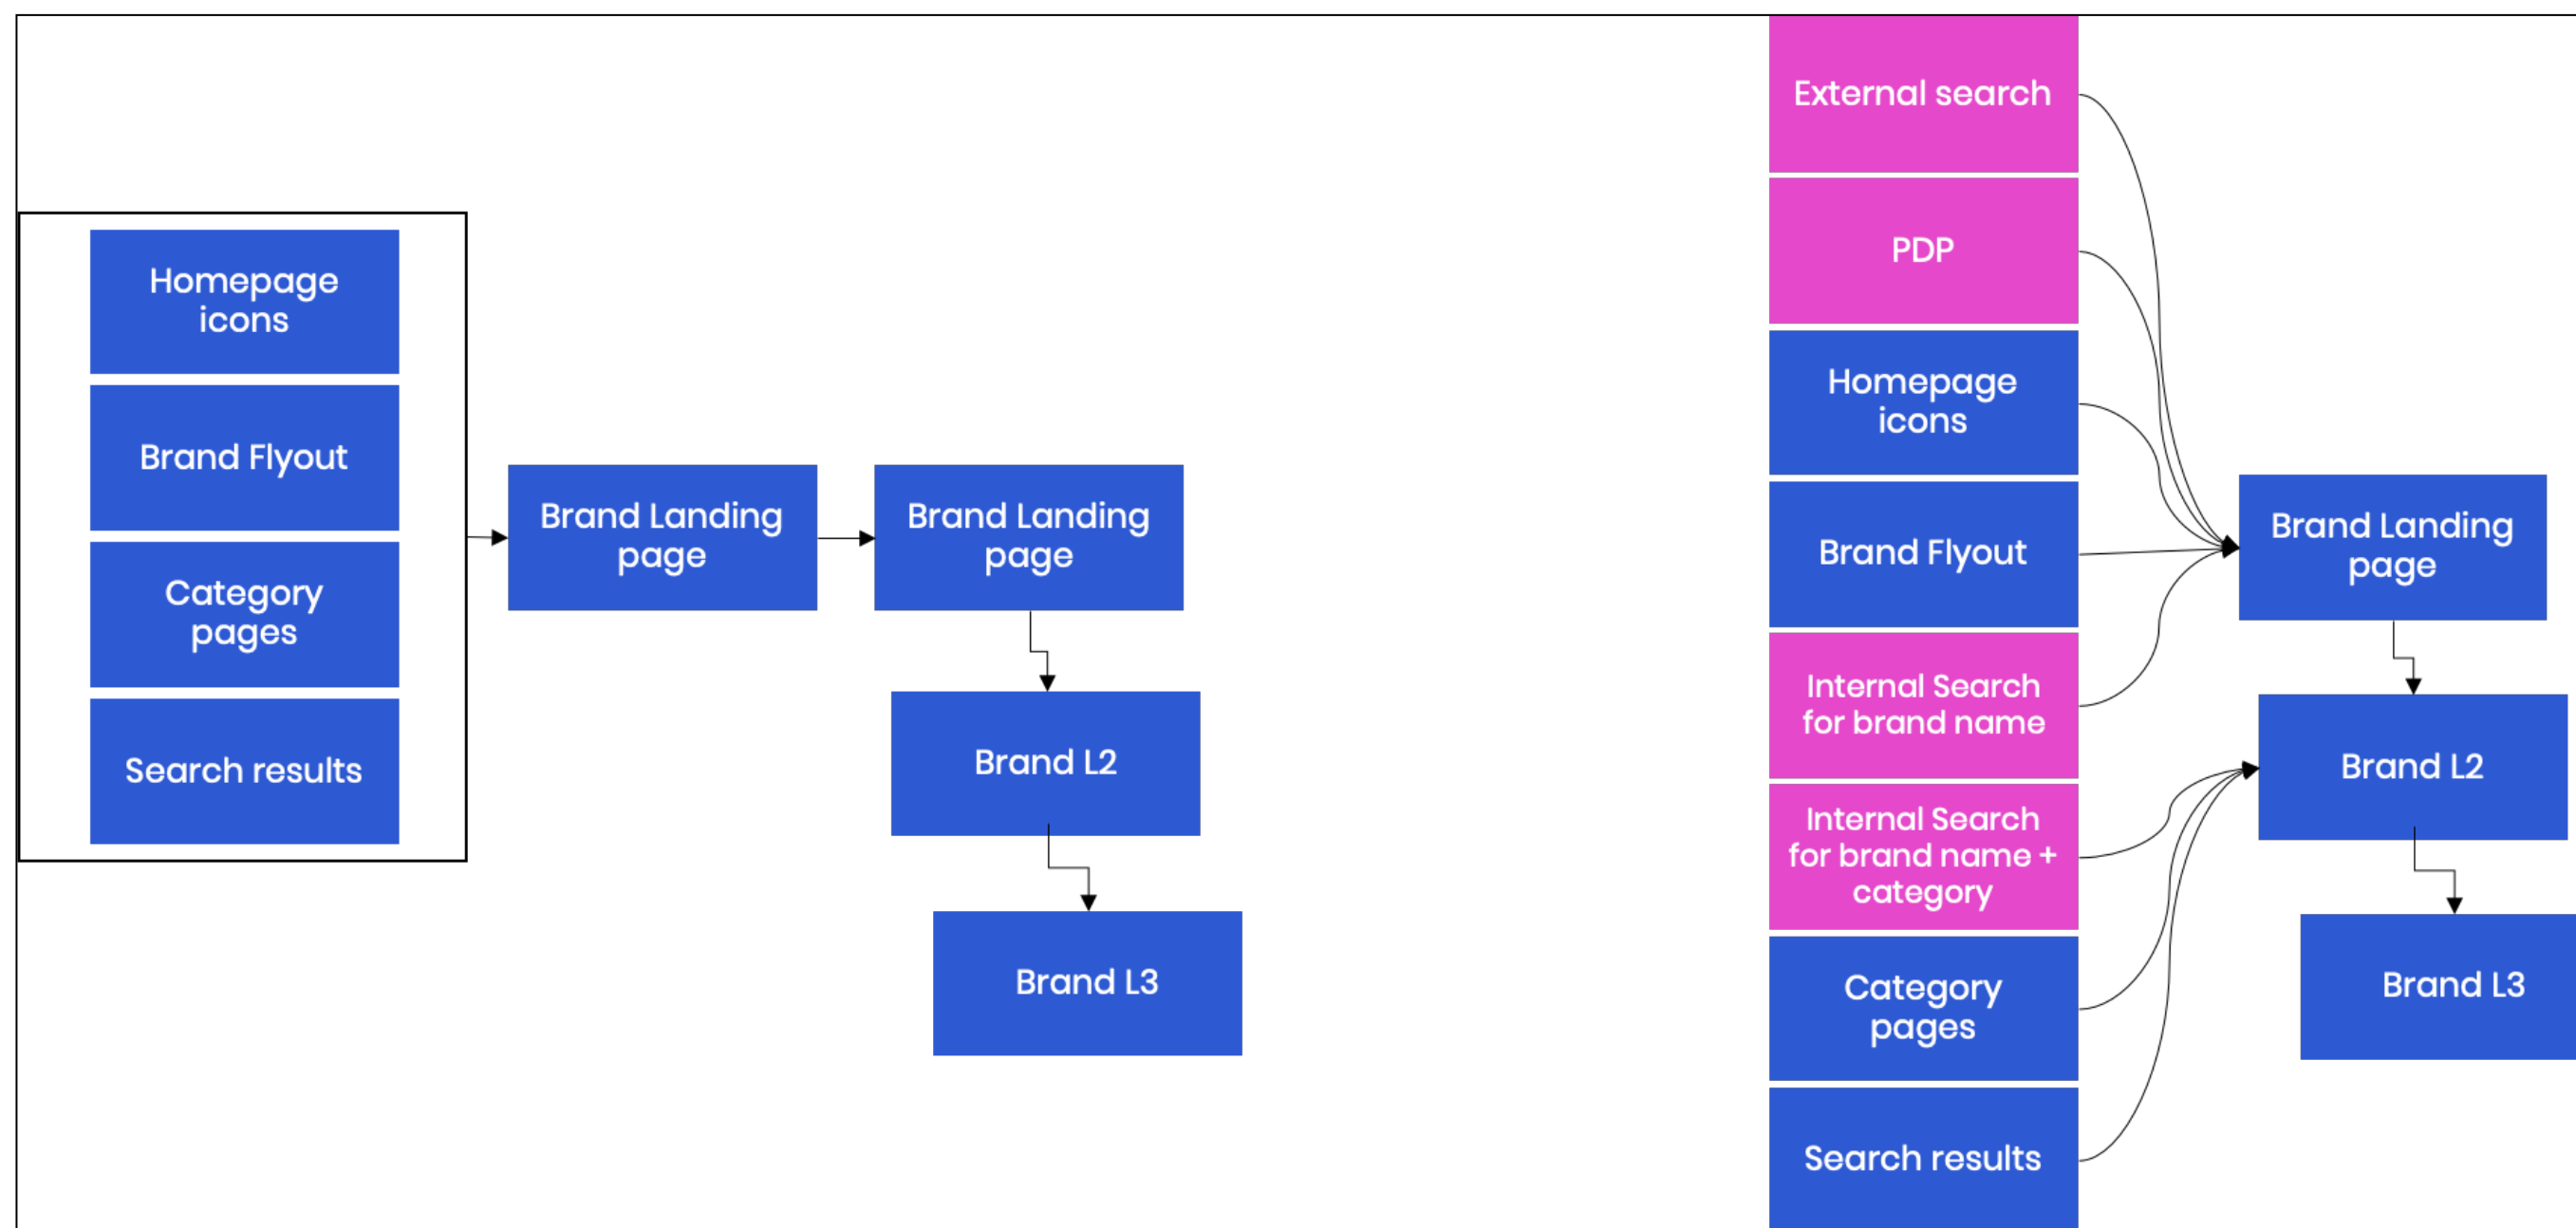 Homepage
icons
Brand Flyout
Category
pages
Search results
Brand Landing
page
Brand Landing
page
Brand L2
Brand L3
External search
PDP
Homepage
icons
Brand Flyout
Internal Search
for brand name
Internal Search
for brand name +
category
Category
pages
Search results
Brand Landing
page
Brand L2
Brand L3